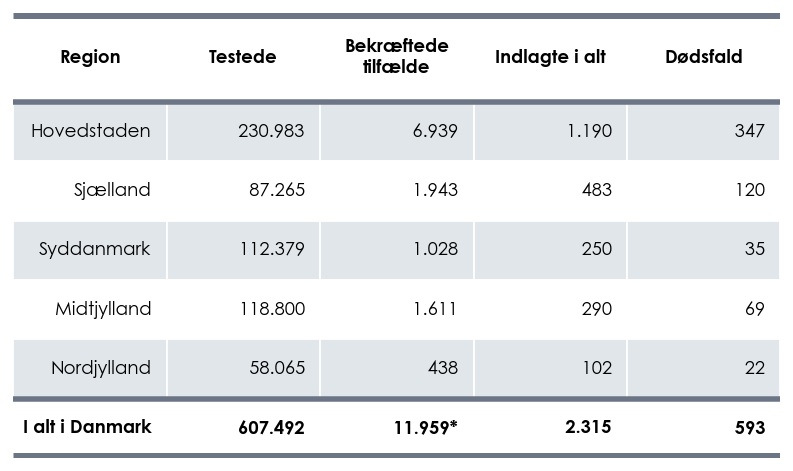 Region Testede Bekræftede tilfælde Indlagte i alt Dødsfald
Hovedstaden 230.983 6.939 1.190 347
Sjælland 87.265 1.943 483 120
Syddanmark 112.379 1.028 250 35
Midtjylland 118.800 1.611 290 69
Nordjylland 58.065 438 102 22
I alt i Danmark 607.492 11.959* 2.315 593